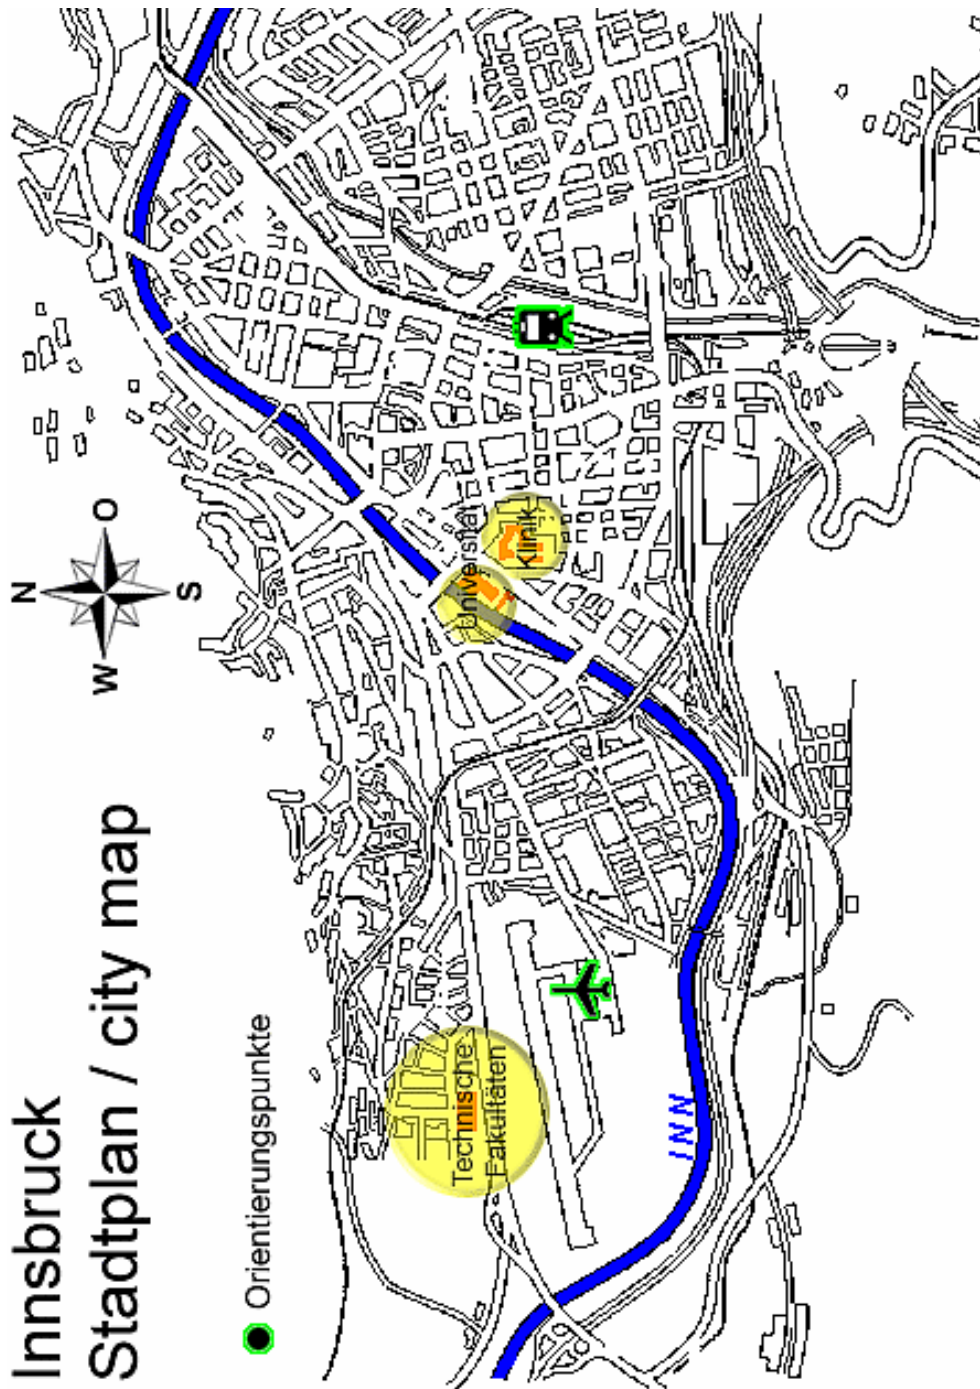 Innsbruck
Stadtplan / city map
Orientierungspunkte
N
W
O
S
Technische
Fakultäten
Universität
Klinik
INN